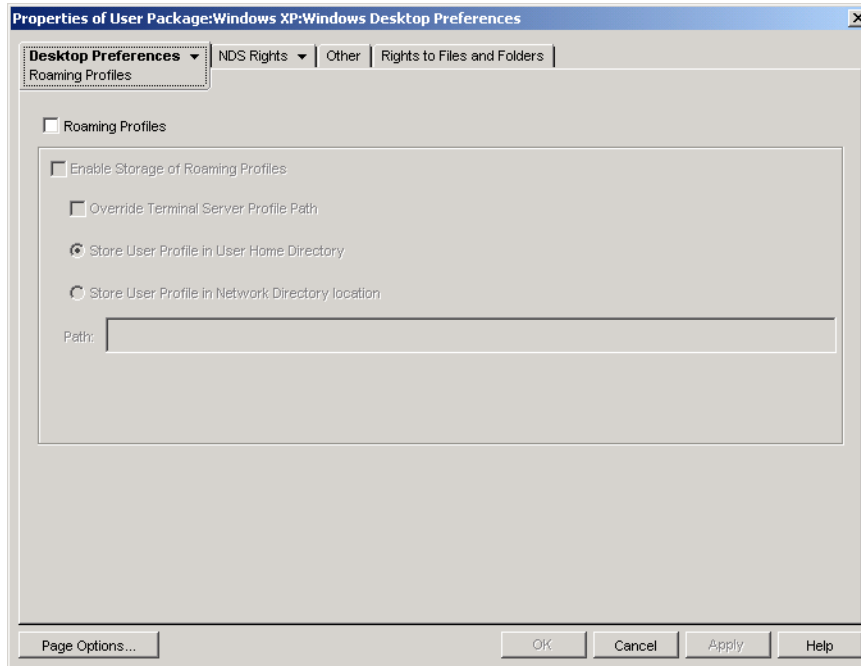 Properties of User Package:Windows XP:Windows Desktop Preferences
Desktop Preferences NDS Rights Other Rights to Files and Folders
Roaming Profiles
Roaming Profiles
Enable Storage of Roaming Profiles
Override Terminal Server Profile Path
Store User Profile in User Home Directory
Store User Profile in Network Directory location
Path:
Page Options... OK Cancel Apply Help